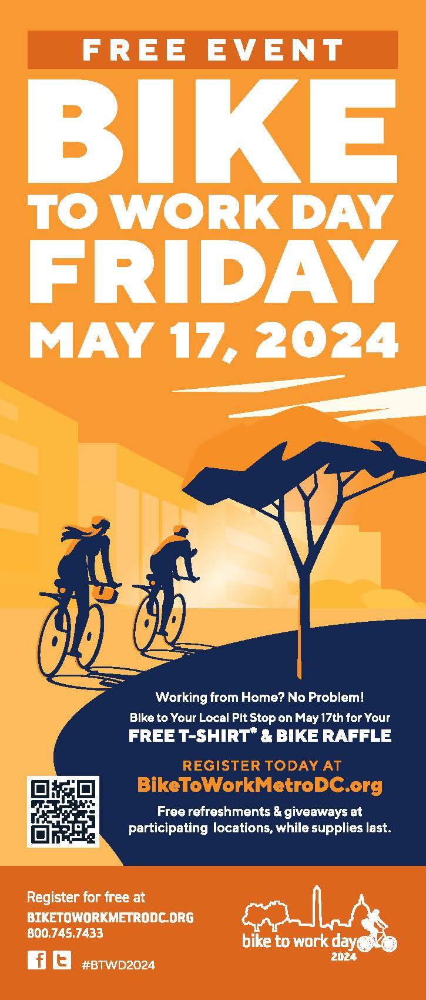 FREE EVENT
BIKE
TO WORK DAY
FRIDAY
MAY 17, 2024
Working from Home? No Problem!
Bike to Your Local Pit Stop on May 17th for Your
FREE T-SHIRT* & BIKE RAFFLE
REGISTER TODAY AT
BikeToWorkMetroDC.org
Free refreshments & giveaways at
participating locations, while supplies last.
Register for free at
BIKETOWORKMETRODC.ORG
800.745.7433
#BTWD2024
bike to work day
2024